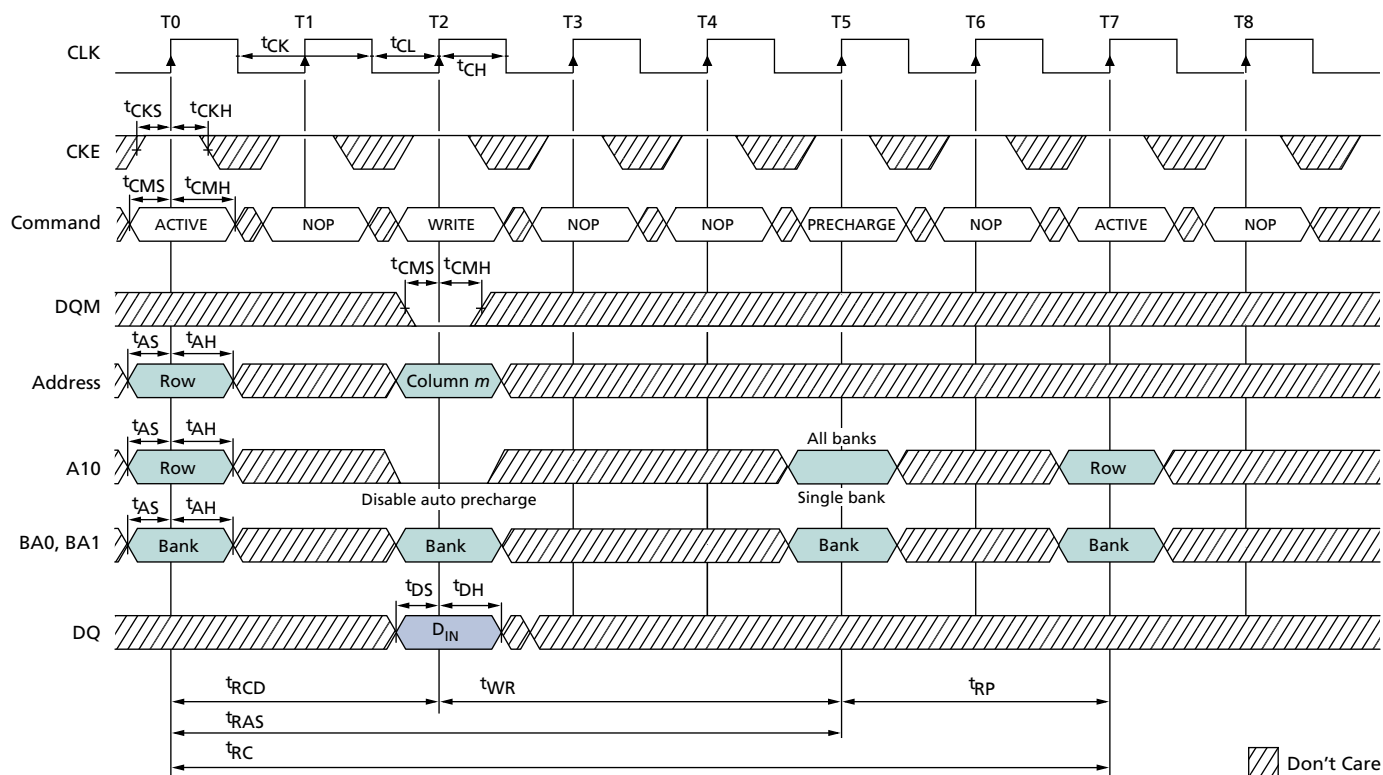 T0 T1 T2 T3 T4 T5 T6 T7 T8
CLK
tCK tCL
tCH
tCKS tCKH
CKE
tCMS tCMH
Command ACTIVE NOP WRITE NOP NOP PRECHARGE NOP ACTIVE NOP
tCMS tCMH
DQM
tAS tAH
Address Row Column m
tAS tAH
All banks
A10 Row Row
Disable auto precharge Single bank
tAS tAH
BA0, BA1 Bank Bank Bank Bank
tDS tDH
DQ DIN
tRCD tWR tRP
tRAS
tRC
Don't Care